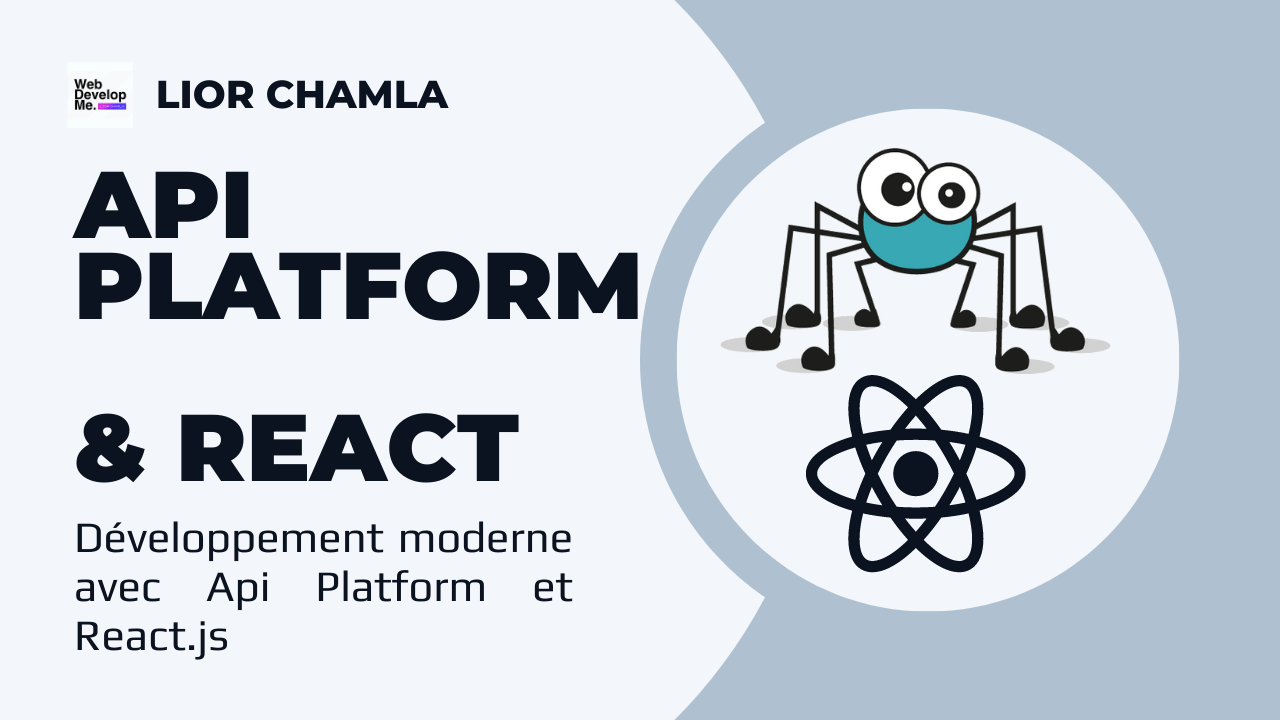 Web
Develop
Me.
LIOR CHAMLA
API
PLATFORM
& REACT
Développement moderne
avec Api Platform et
React.js